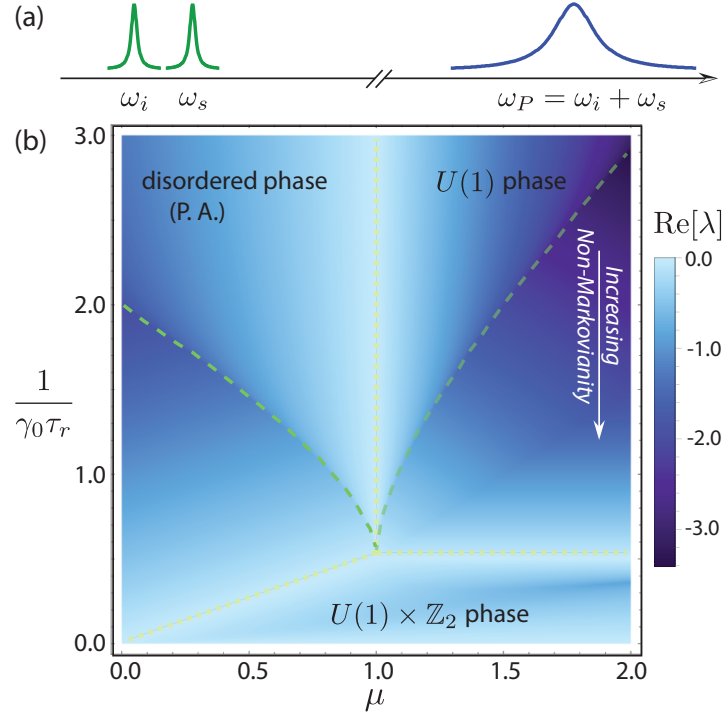 (a)
ω_i ω_s ω_P = ω_i + ω_s
(b)
3.0
disordered phase
(P. A.)
U(1) phase
Re[λ]
0.0
Increasing
Non-Markovianity
2.0
-1.0
1
γ_0 τ_r
-2.0
1.0
-3.0
U(1) × ℤ_2 phase
0.0
0.0 0.5 1.0 1.5 2.0
μ